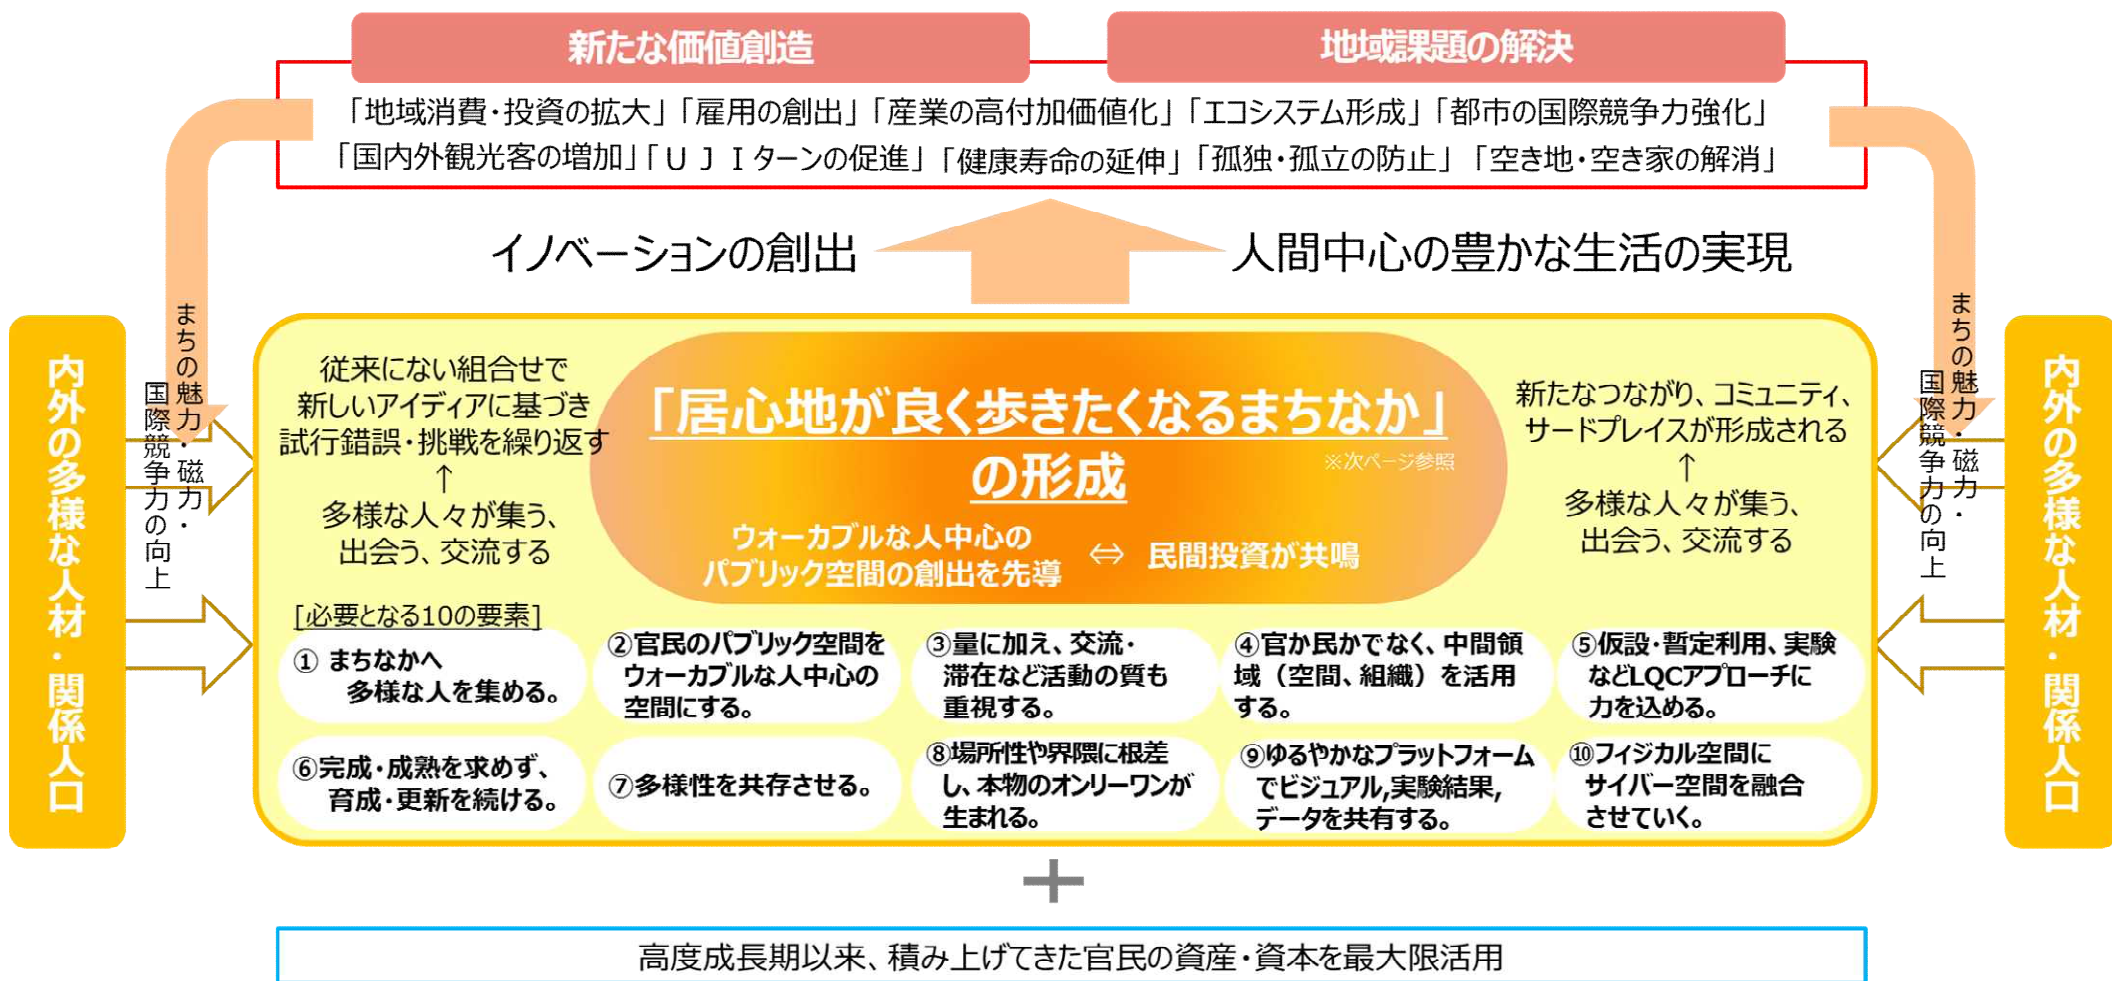 新たな価値創造
地域課題の解決
「地域消費・投資の拡大」「雇用の創出」「産業の高付加価値化」「エコシステム形成」「都市の国際競争力強化」
「国内外観光客の増加」「ＵＪＩターンの促進」「健康寿命の延伸」「孤独・孤立の防止」「空き地・空き家の解消」
イノベーションの創出
人間中心の豊かな生活の実現
内外の多様な人材・関係人口
まちの魅力・磁力・
国際競争力の向上
従来にない組合せで
新しいアイディアに基づき
試行錯誤・挑戦を繰り返す
↑
多様な人々が集う、
出会う、交流する
「居心地が良く歩きたくなるまちなか」
の形成
※次ページ参照
ウォーカブルな人中心の
パブリック空間の創出を先導
⇔
民間投資が共鳴
新たなつながり、コミュニティ、
サードプレイスが形成される
↑
多様な人々が集う、
出会う、交流する
まちの魅力・磁力・
国際競争力の向上
内外の多様な人材・関係人口
[必要となる10の要素]
① まちなかへ
多様な人を集める。
②官民のパブリック空間を
ウォーカブルな人中心の
空間にする。
③量に加え、交流・
滞在など活動の質も
重視する。
④官か民かでなく、中間領
域（空間、組織）を活用
する。
⑤仮設・暫定利用、実験
などLQCアプローチに
力を込める。
⑥完成・成熟を求めず、
育成・更新を続ける。
⑦多様性を共存させる。
⑧場所性や界隈に根差
し、本物のオンリーワンが
生まれる。
⑨ゆるやかなプラットフォーム
でビジュアル,実験結果,
データを共有する。
⑩フィジカル空間に
サイバー空間を融合
させていく。
＋
高度成長期以来、積み上げてきた官民の資産・資本を最大限活用